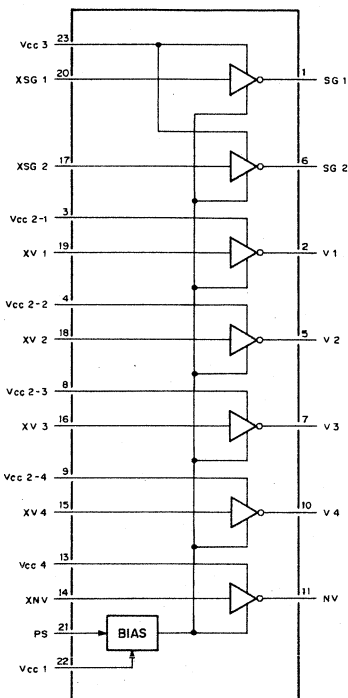 Vcc 3 23
XSG 1 20 1 SG 1
XSG 2 17 6 SG 2
Vcc 2-1 3
XV 1 19 2 V 1
Vcc 2-2 4
XV 2 18 5 V 2
Vcc 2-3 8
XV 3 16 7 V 3
Vcc 2-4 9
XV 4 15 10 V 4
Vcc 4 13
XNV 14 11 NV
PS 21 BIAS
Vcc 1 22